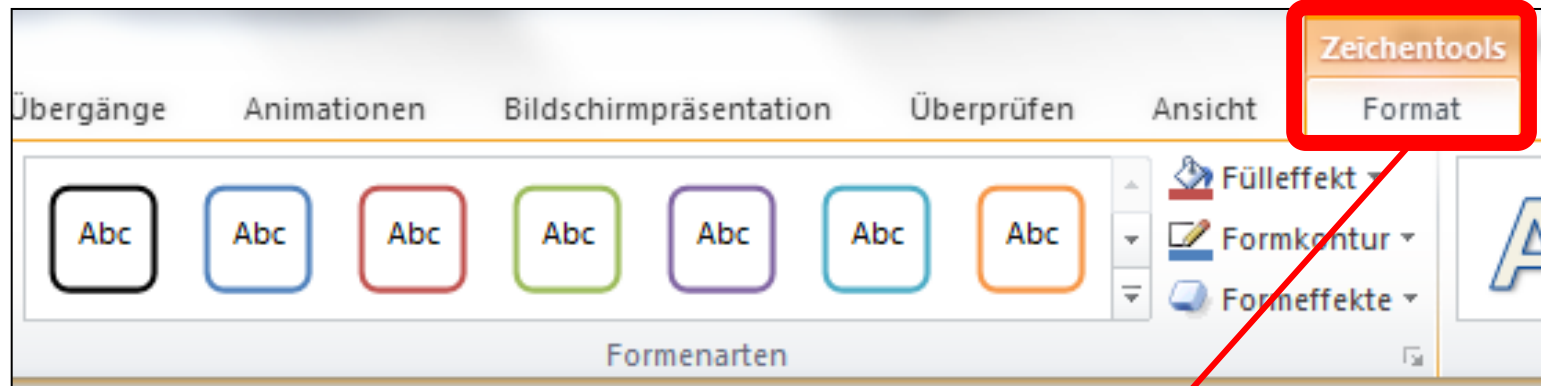 Zeichentools
Übergänge Animationen Bildschirmpräsentation Überprüfen Ansicht Format
Abc Abc Abc Abc Abc Abc Abc
Fülleffekt
Formkontur
Formeffekte
A
Formenarten